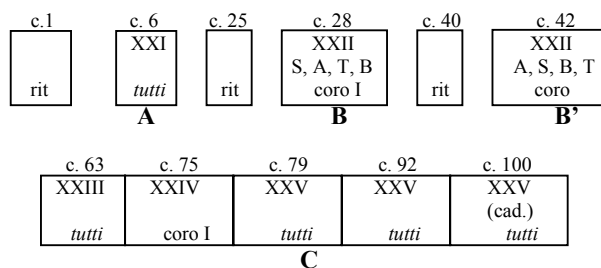 c.1 c. 6 c. 25 c. 28 c. 40 c. 42
XXI XXII XXII
S, A, T, B A, S, B, T
rit tutti rit coro I rit coro
A B B’
c. 63 c. 75 c. 79 c. 92 c. 100
XXIII XXIV XXV XXV XXV
(cad.)
tutti coro I tutti tutti tutti
C